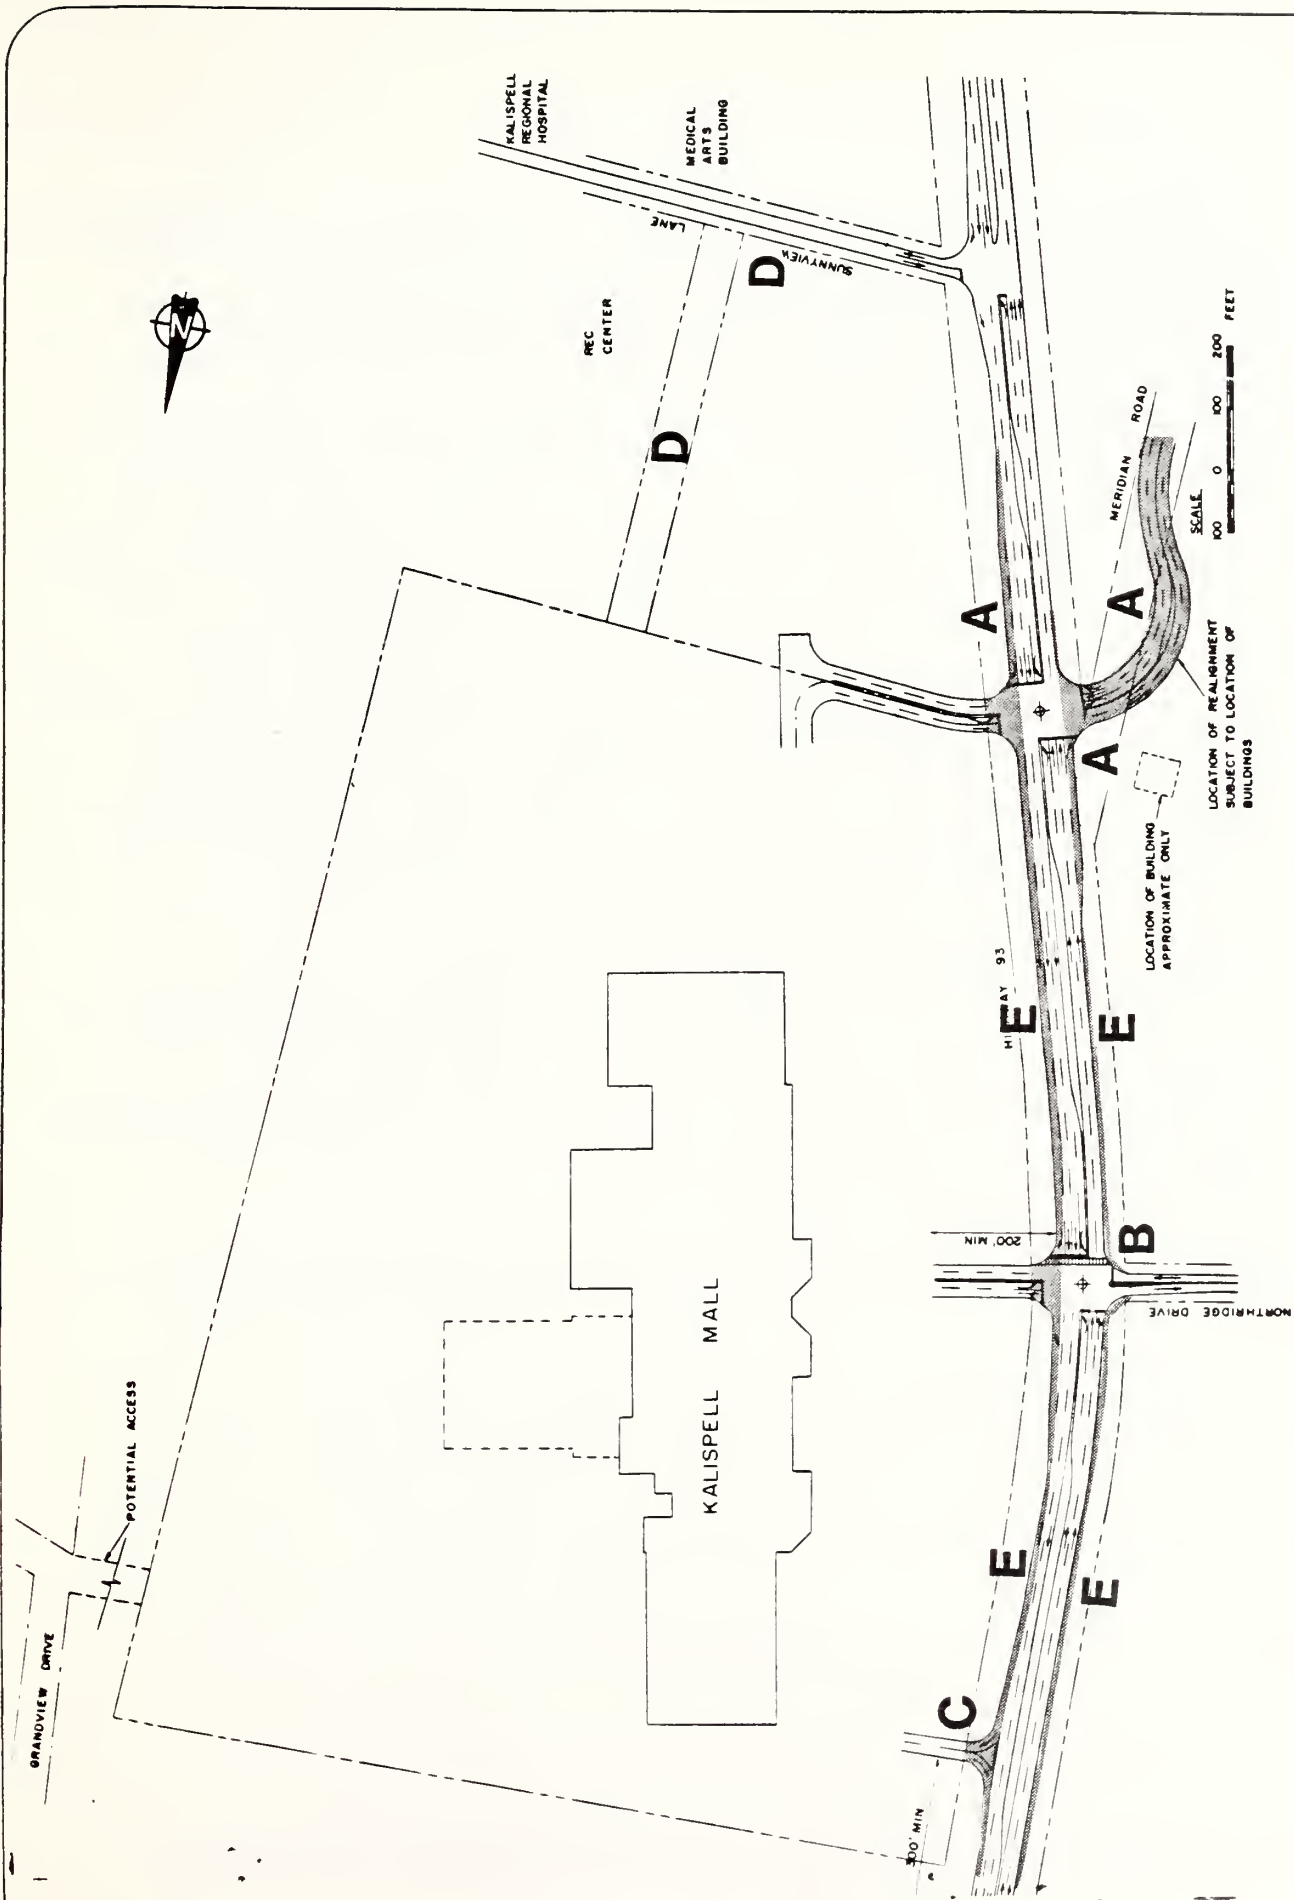 KALISPELL
REGIONAL
HOSPITAL
MEDICAL
ARTS
BUILDING
SUNNYVIEW LANE
N
REC
CENTER
D
D
GRANDVIEW DRIVE
POTENTIAL ACCESS
KALISPELL MALL
HIGHWAY 93
MERIDIAN ROAD
SCALE
100 0 100 200 FEET
A
A
A
LOCATION OF REALIGNMENT
SUBJECT TO LOCATION OF
BUILDINGS
LOCATION OF BUILDING
APPROXIMATE ONLY
E
E
200' MIN
B
NORTHRIDGE DRIVE
E
E
C
300' MIN